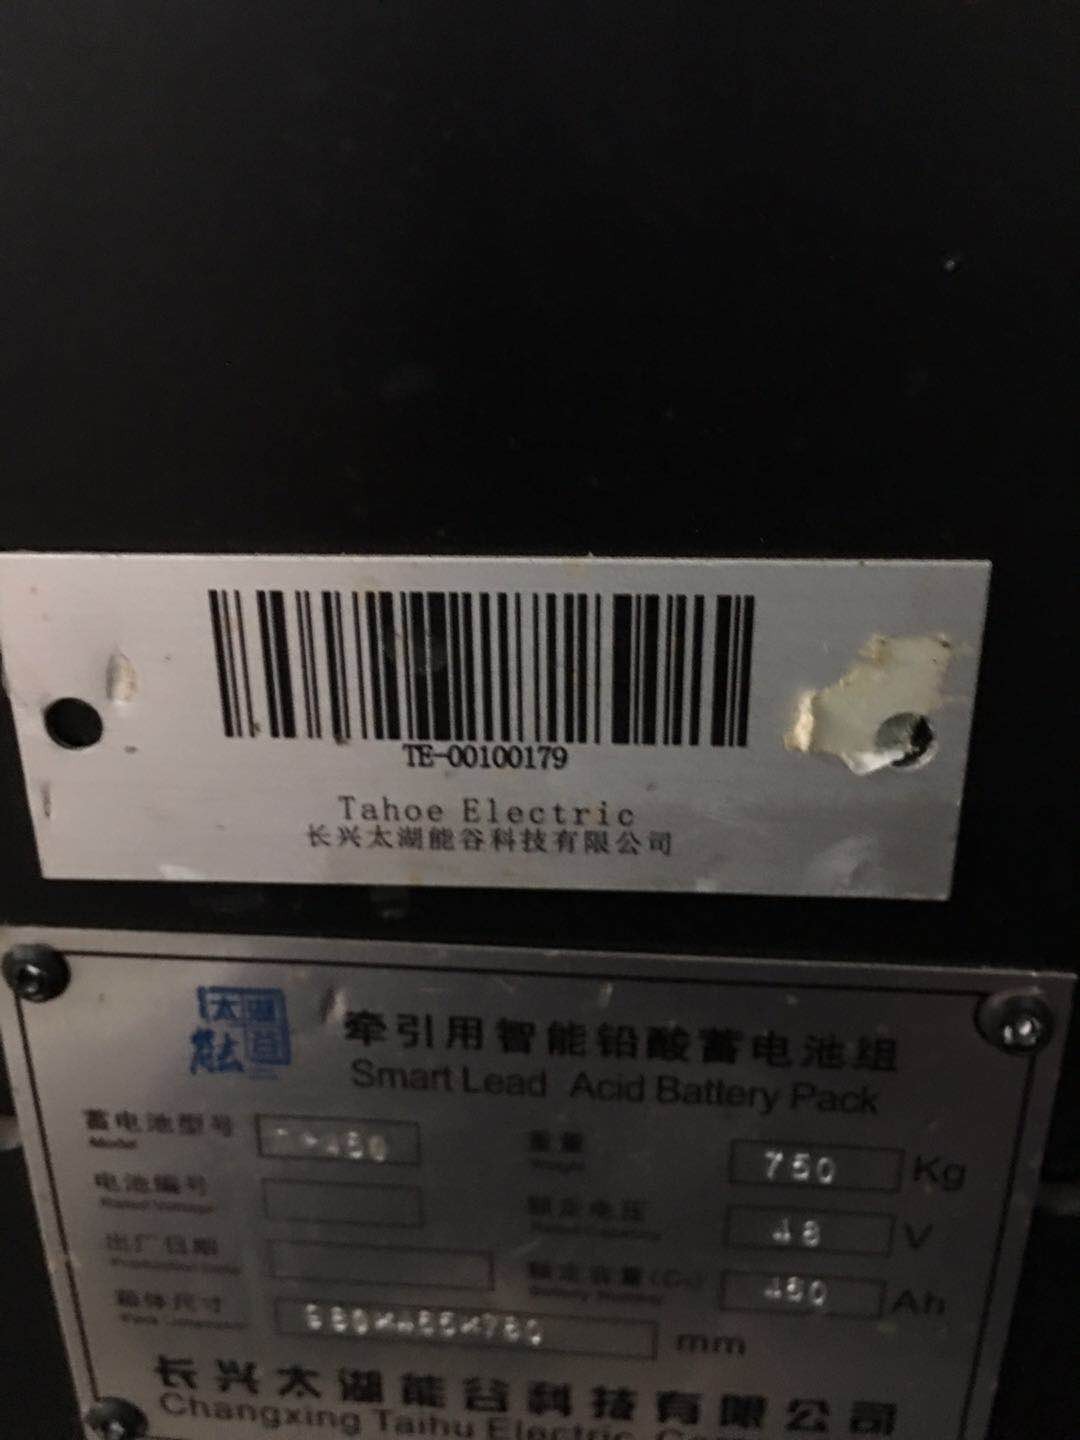 TE-00100179
Tahoe Electric
长兴太湖能谷科技有限公司
牵引用智能铅酸蓄电池组
Smart Lead Acid Battery Pack
蓄电池型号 重量 750 Kg
Model Weight
电池编号 额定电压 48 V
出厂日期 额定容量 450 Ah
箱体尺寸 mm
长兴太湖能谷科技有限公司
Changxing Taihu Electric